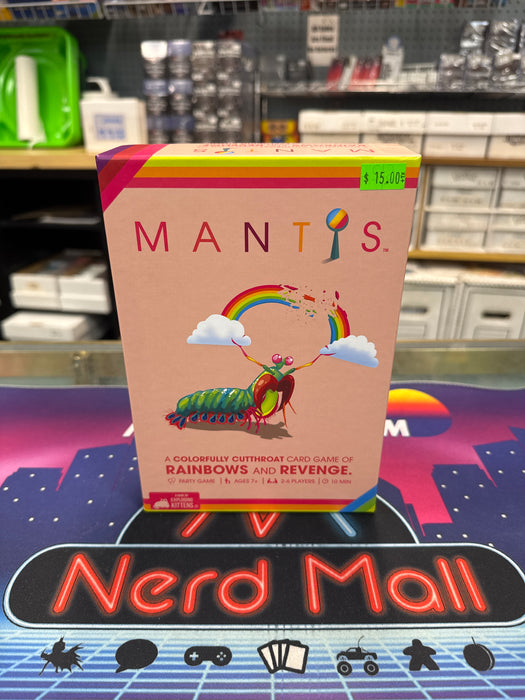 MANTIS
$ 15.00
MANTIS™
A COLORFULLY CUTTHROAT CARD GAME OF
RAINBOWS AND REVENGE.
PARTY GAME | AGES 7+ | 2-6 PLAYERS | 10 MIN
EXPLODING
KITTENS
Nerd Mall